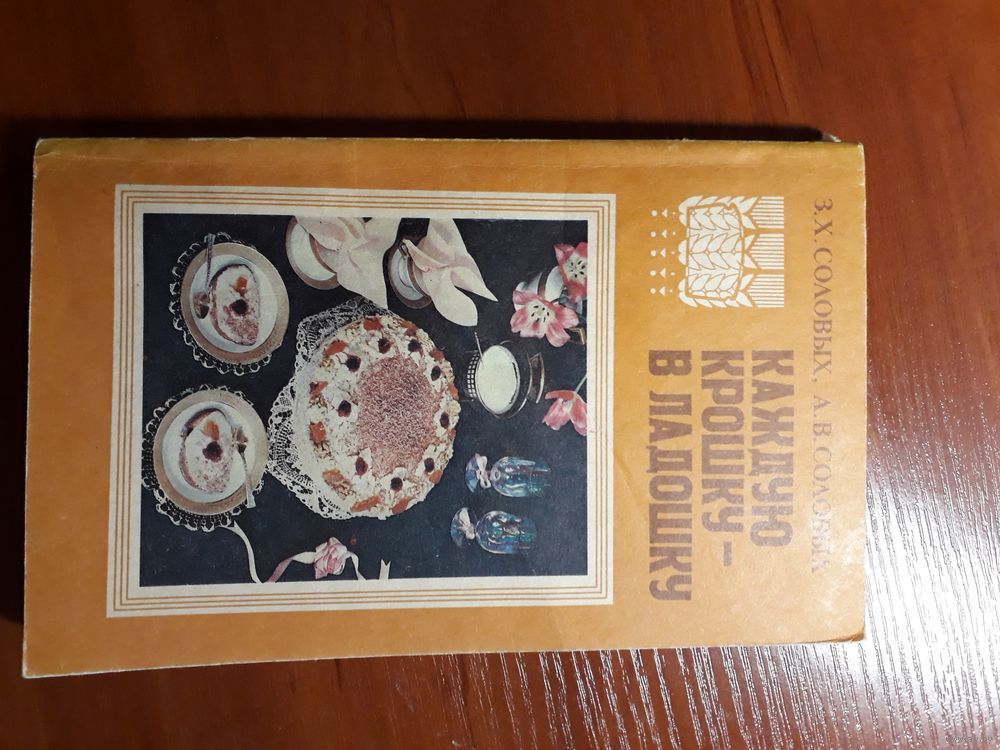 З.Х.СОЛОВЫХ, А.В СОЛОВЫХ
КАЖДУЮ
КРОШКУ –
В ЛАДОШКУ